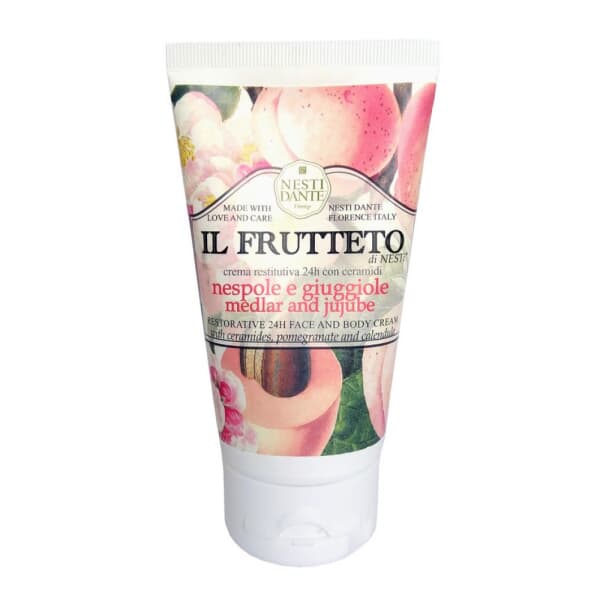 NESTI
DANTE
Firenze
MADE WITH
LOVE AND CARE
NESTI DANTE
FLORENCE ITALY
IL FRUTTETO
di NESTI
crema restitutiva 24h con ceramidi
nespole e giuggiole
medlar and jujube
RESTORATIVE 24H FACE AND BODY CREAM
with ceramides, pomegranate and calendula